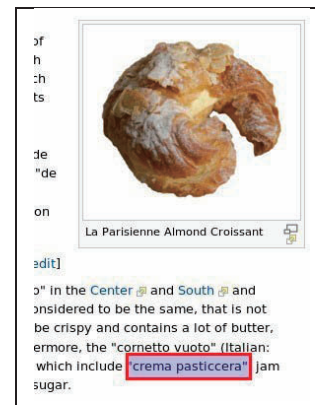 of
h
ch
ts
de
"de
on
La Parisienne Almond Croissant
edit]
o" in the Center and South and
onsidered to be the same, that is not
be crispy and contains a lot of butter,
ermore, the "cornetto vuoto" (Italian:
which include "crema pasticcera", jam
sugar.